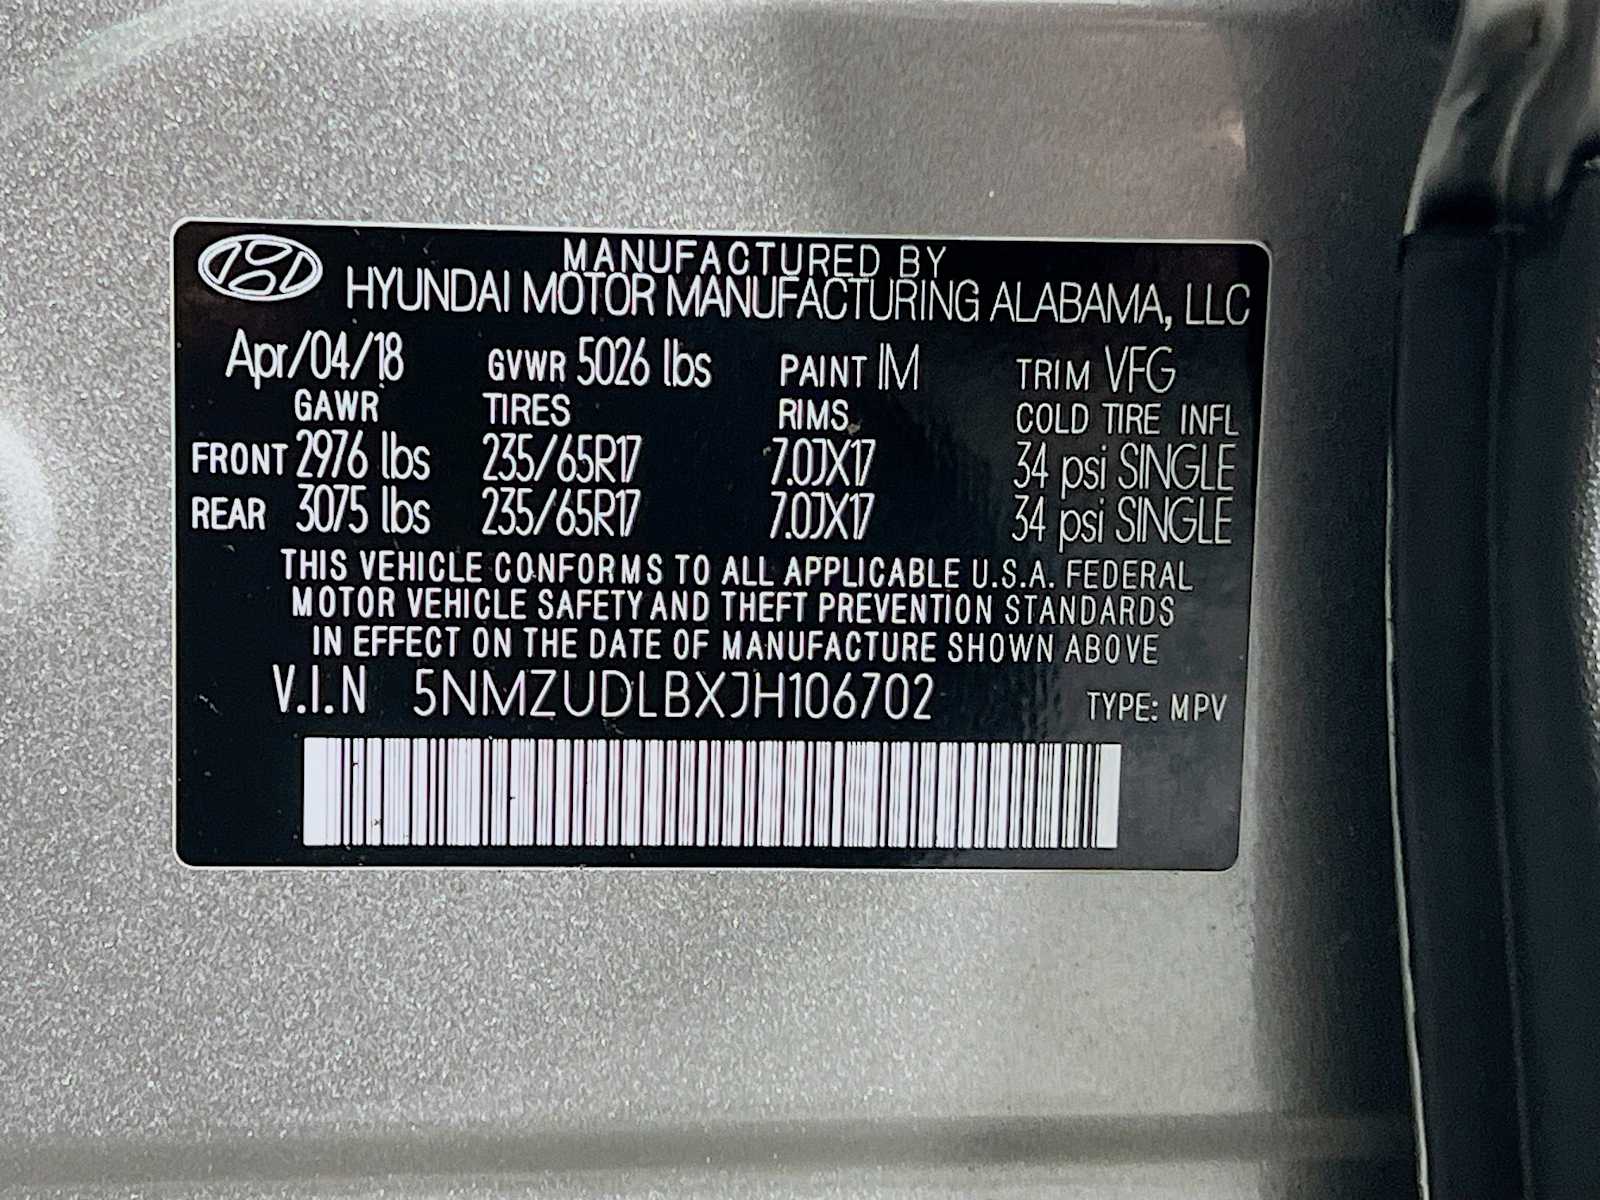 MANUFACTURED BY
HYUNDAI MOTOR MANUFACTURING ALABAMA, LLC
Apr/04/18 GVWR 5026 lbs PAINT IM TRIM VFG
GAWR TIRES RIMS COLD TIRE INFL
FRONT 2976 lbs 235/65R17 7.0JX17 34 psi SINGLE
REAR 3075 lbs 235/65R17 7.0JX17 34 psi SINGLE
THIS VEHICLE CONFORMS TO ALL APPLICABLE U.S.A. FEDERAL
MOTOR VEHICLE SAFETY AND THEFT PREVENTION STANDARDS
IN EFFECT ON THE DATE OF MANUFACTURE SHOWN ABOVE
V.I.N 5NMZUDLBXJH106702 TYPE: MPV